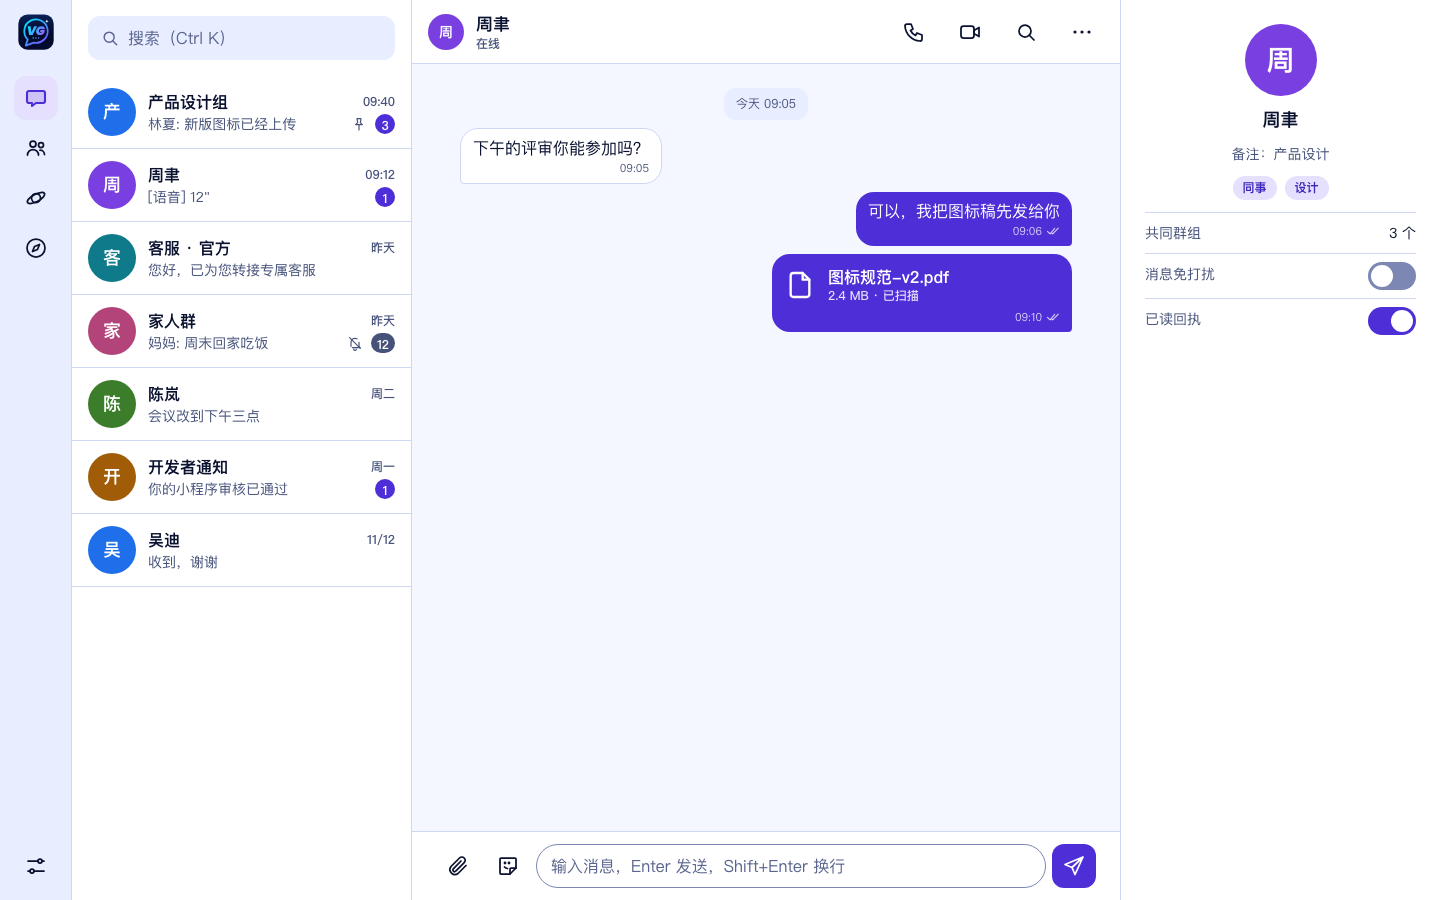 VG
搜索（Ctrl K）
产
产品设计组
09:40
林夏: 新版图标已经上传
3
周
周聿
09:12
[语音] 12"
1
客
客服 · 官方
昨天
您好，已为您转接专属客服
家
家人群
昨天
妈妈: 周末回家吃饭
12
陈
陈岚
周二
会议改到下午三点
开
开发者通知
周一
你的小程序审核已通过
1
吴
吴迪
11/12
收到，谢谢
周
周聿
在线
今天 09:05
下午的评审你能参加吗？
09:05
可以，我把图标稿先发给你
09:06
图标规范-v2.pdf
2.4 MB · 已扫描
09:10
输入消息，Enter 发送，Shift+Enter 换行
周
周聿
备注：产品设计
同事
设计
共同群组
3 个
消息免打扰
已读回执